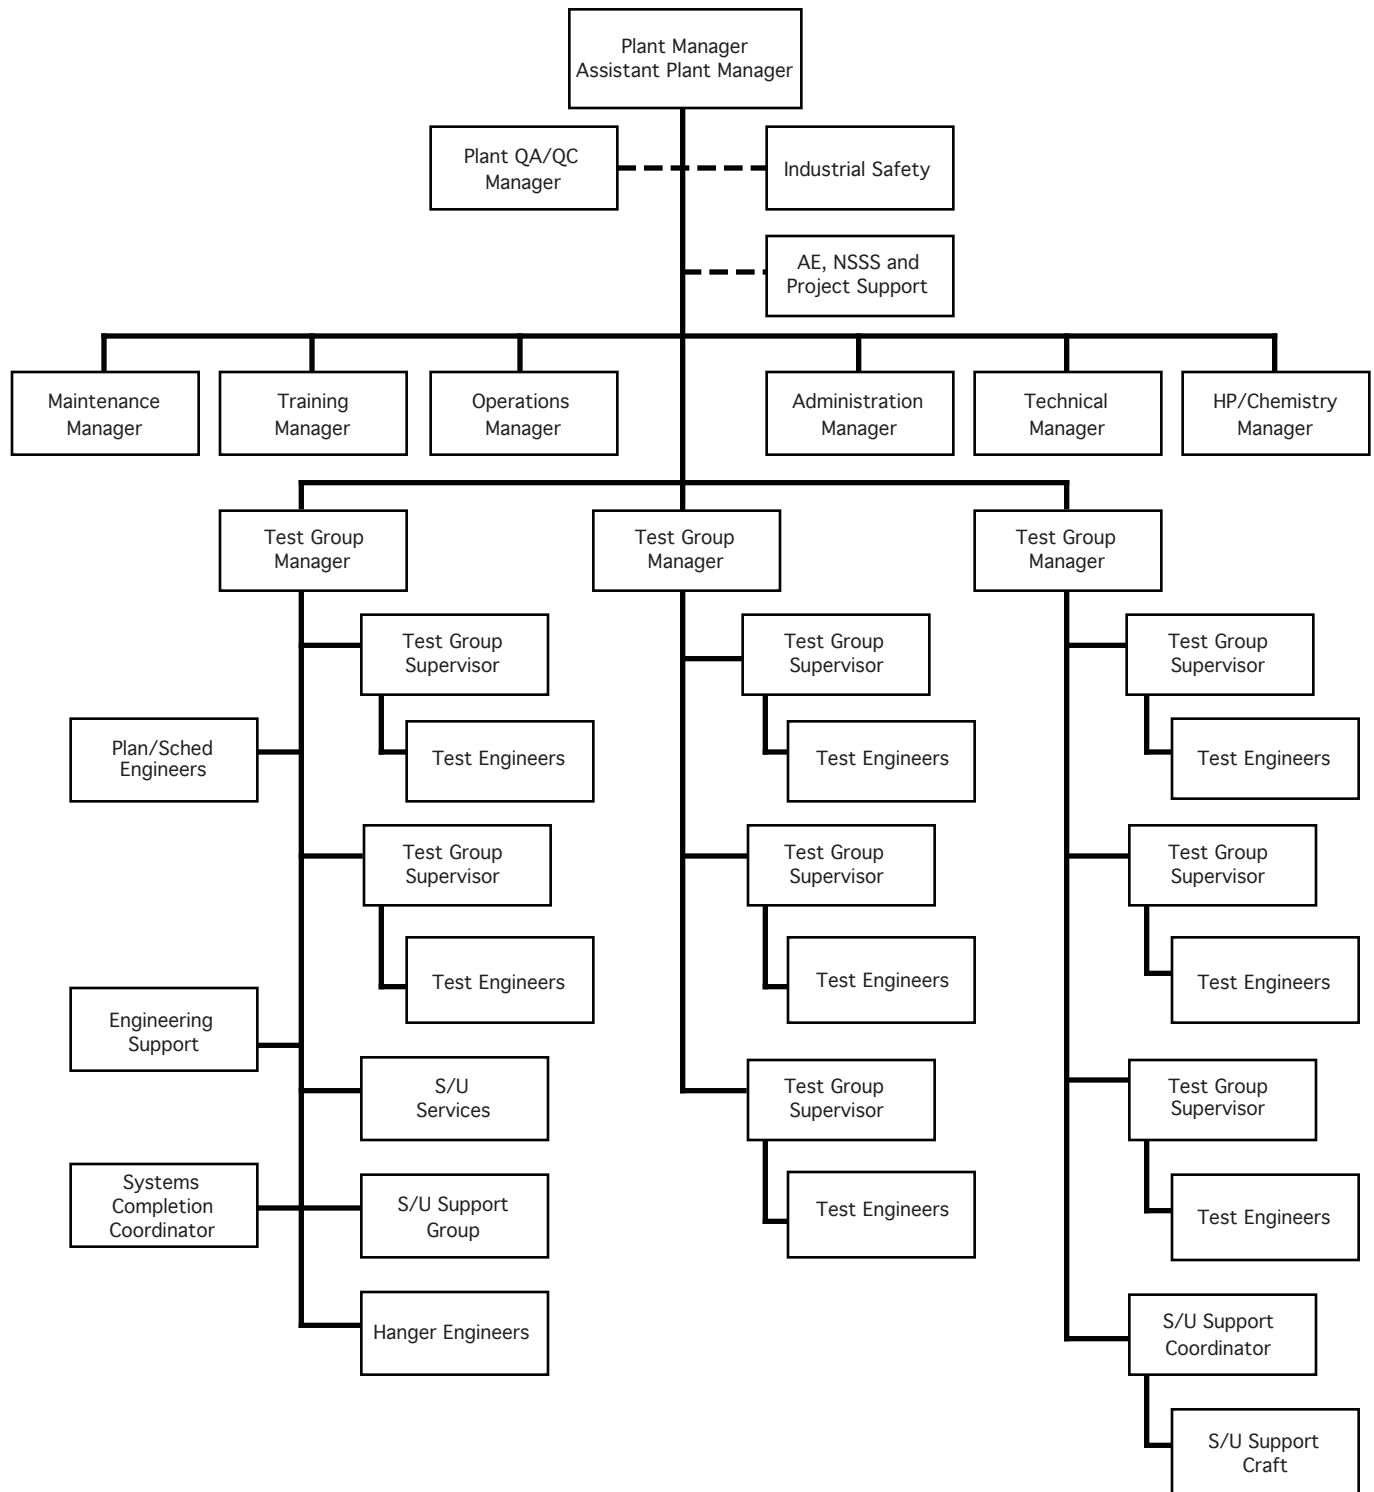 Plant Manager
Assistant Plant Manager
Plant QA/QC
Manager
Industrial Safety
AE, NSSS and
Project Support
Maintenance
Manager
Training
Manager
Operations
Manager
Administration
Manager
Technical
Manager
HP/Chemistry
Manager
Test Group
Manager
Test Group
Manager
Test Group
Manager
Test Group
Supervisor
Test Group
Supervisor
Test Group
Supervisor
Plan/Sched
Engineers
Test Engineers
Test Engineers
Test Engineers
Test Group
Supervisor
Test Group
Supervisor
Test Group
Supervisor
Test Engineers
Test Engineers
Test Engineers
Engineering
Support
S/U
Services
Test Group
Supervisor
Test Group
Supervisor
Systems
Completion
Coordinator
S/U Support
Group
Test Engineers
Test Engineers
Hanger Engineers
S/U Support
Coordinator
S/U Support
Craft